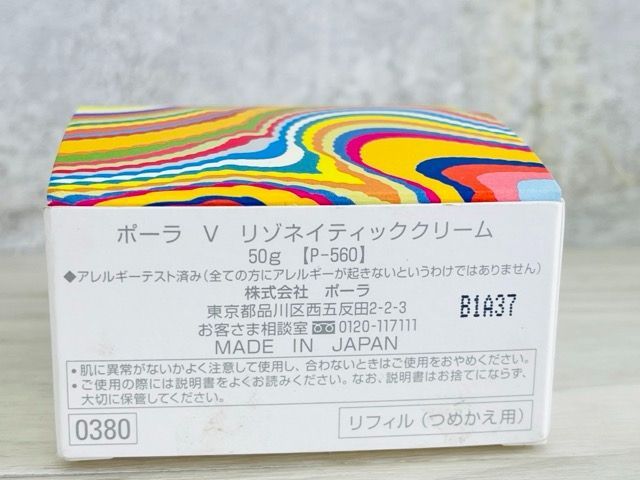 ポーラ V リゾネイティッククリーム
50g 【P-560】
◆アレルギーテスト済み(全ての方にアレルギーが起きないというわけではありません)
株式会社 ポーラ
東京都品川区西五反田2-2-3
お客さま相談室 0120-117111
MADE IN JAPAN
B1A37
•肌に異常がないかよく注意して使用し、合わないときはご使用をおやめください。
•ご使用の際には説明書をよくお読みください。なお、説明書はお捨てにならず、
大切に保管してください。
0380
リフィル(つめかえ用)